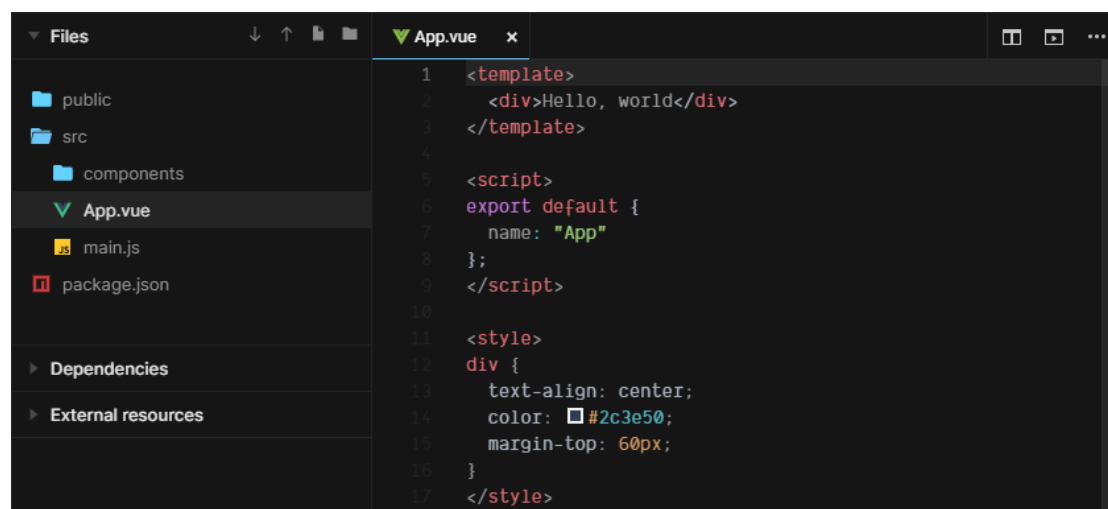 Files
public
src
components
App.vue
JS main.js
package.json
Dependencies
External resources
App.vue ×
1 <template>
2   <div>Hello, world</div>
3 </template>
4
5 <script>
6 export default {
7   name: "App"
8 };
9 </script>
10
11 <style>
12 div {
13   text-align: center;
14   color: #2c3e50;
15   margin-top: 60px;
16 }
17 </style>